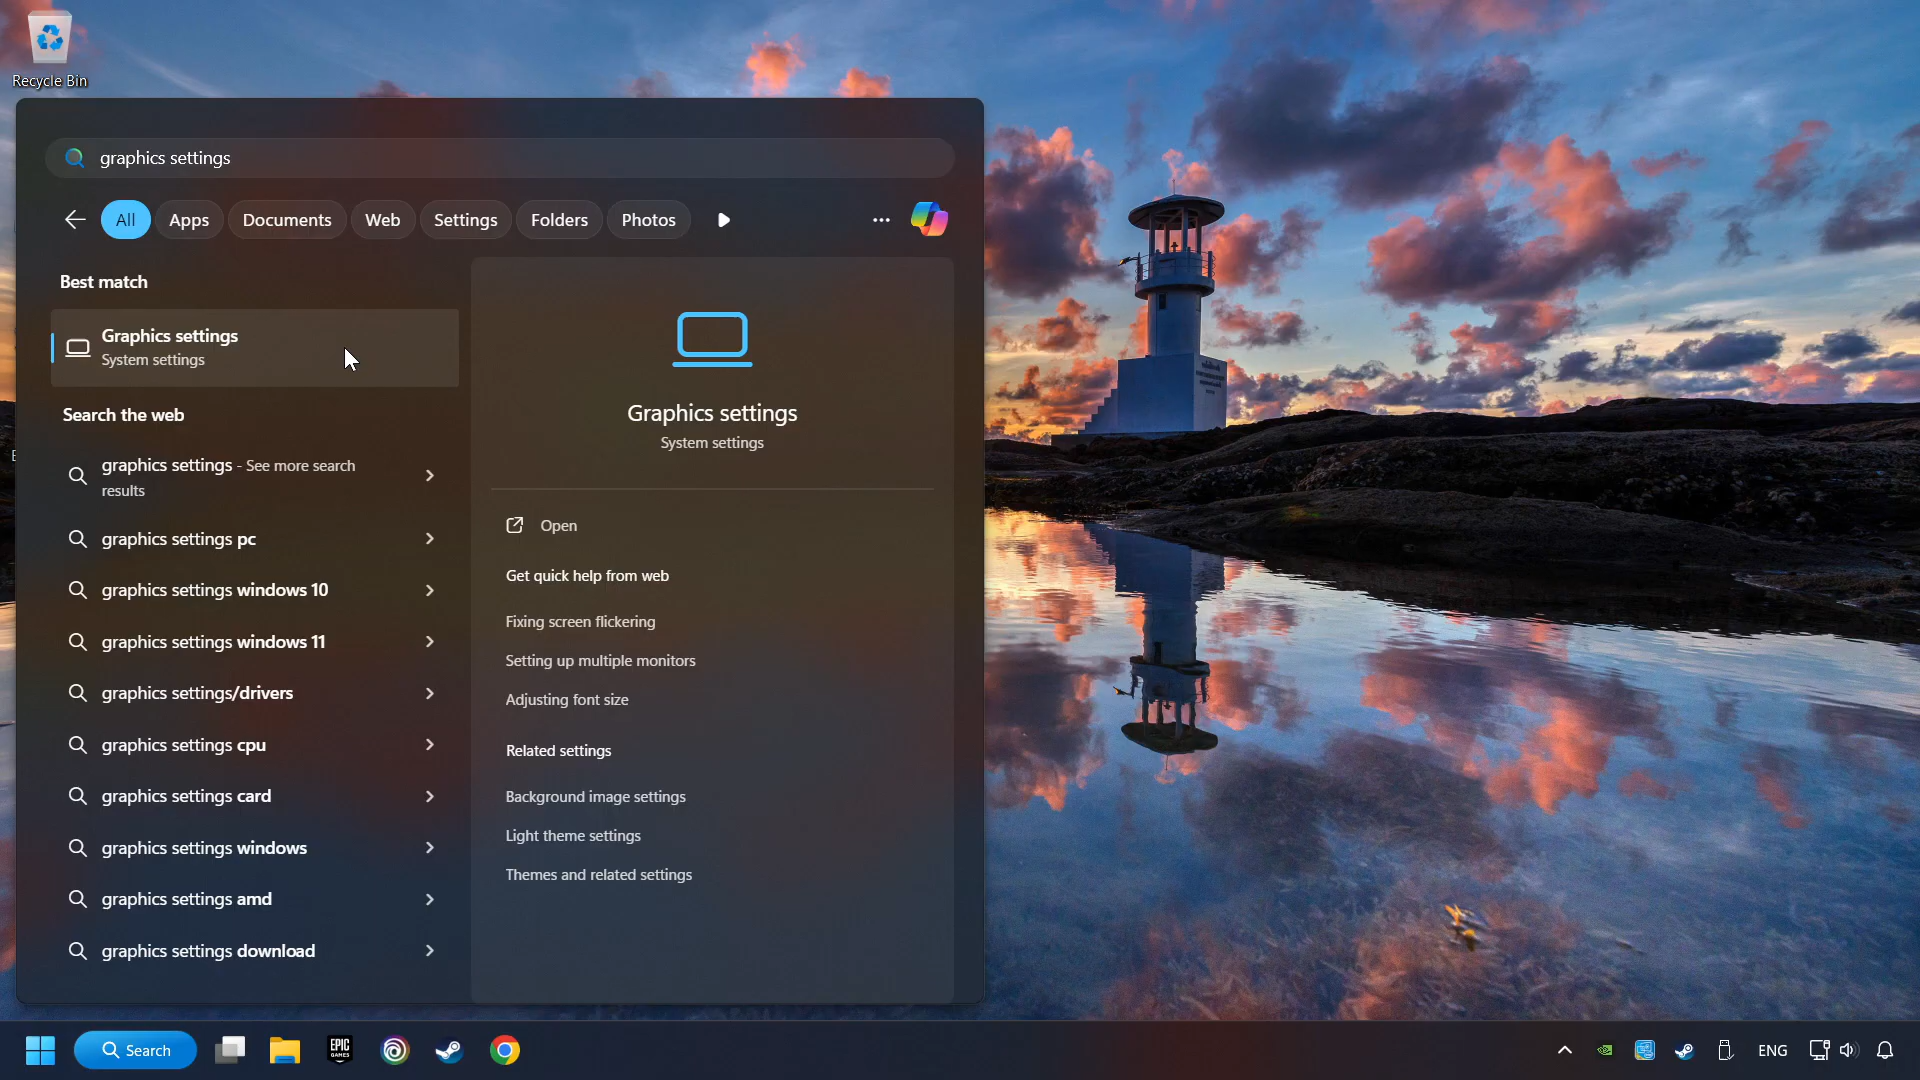 Recycle Bin
graphics settings
All
Apps
Documents
Web
Settings
Folders
Photos
Best match
Graphics settings
System settings
Search the web
graphics settings - See more search
results
graphics settings pc
graphics settings windows 10
graphics settings windows 11
graphics settings/drivers
graphics settings cpu
graphics settings card
graphics settings windows
graphics settings amd
graphics settings download
Graphics settings
System settings
Open
Get quick help from web
Fixing screen flickering
Setting up multiple monitors
Adjusting font size
Related settings
Background image settings
Light theme settings
Themes and related settings
Search
EPIC
GAMES
ENG